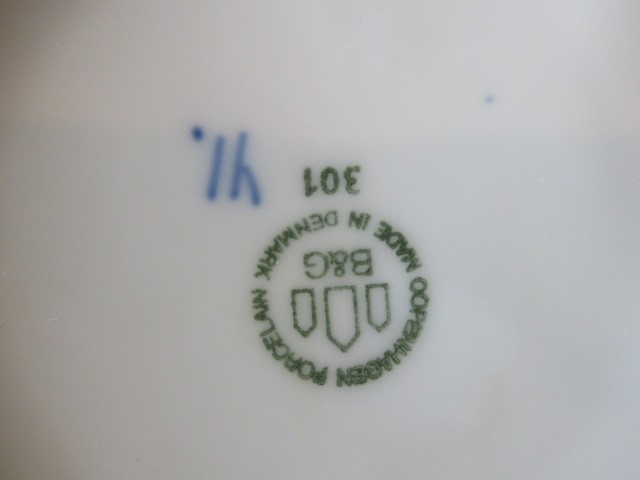 COPENHAGEN PORCELAIN
B&G
MADE IN DENMARK
301